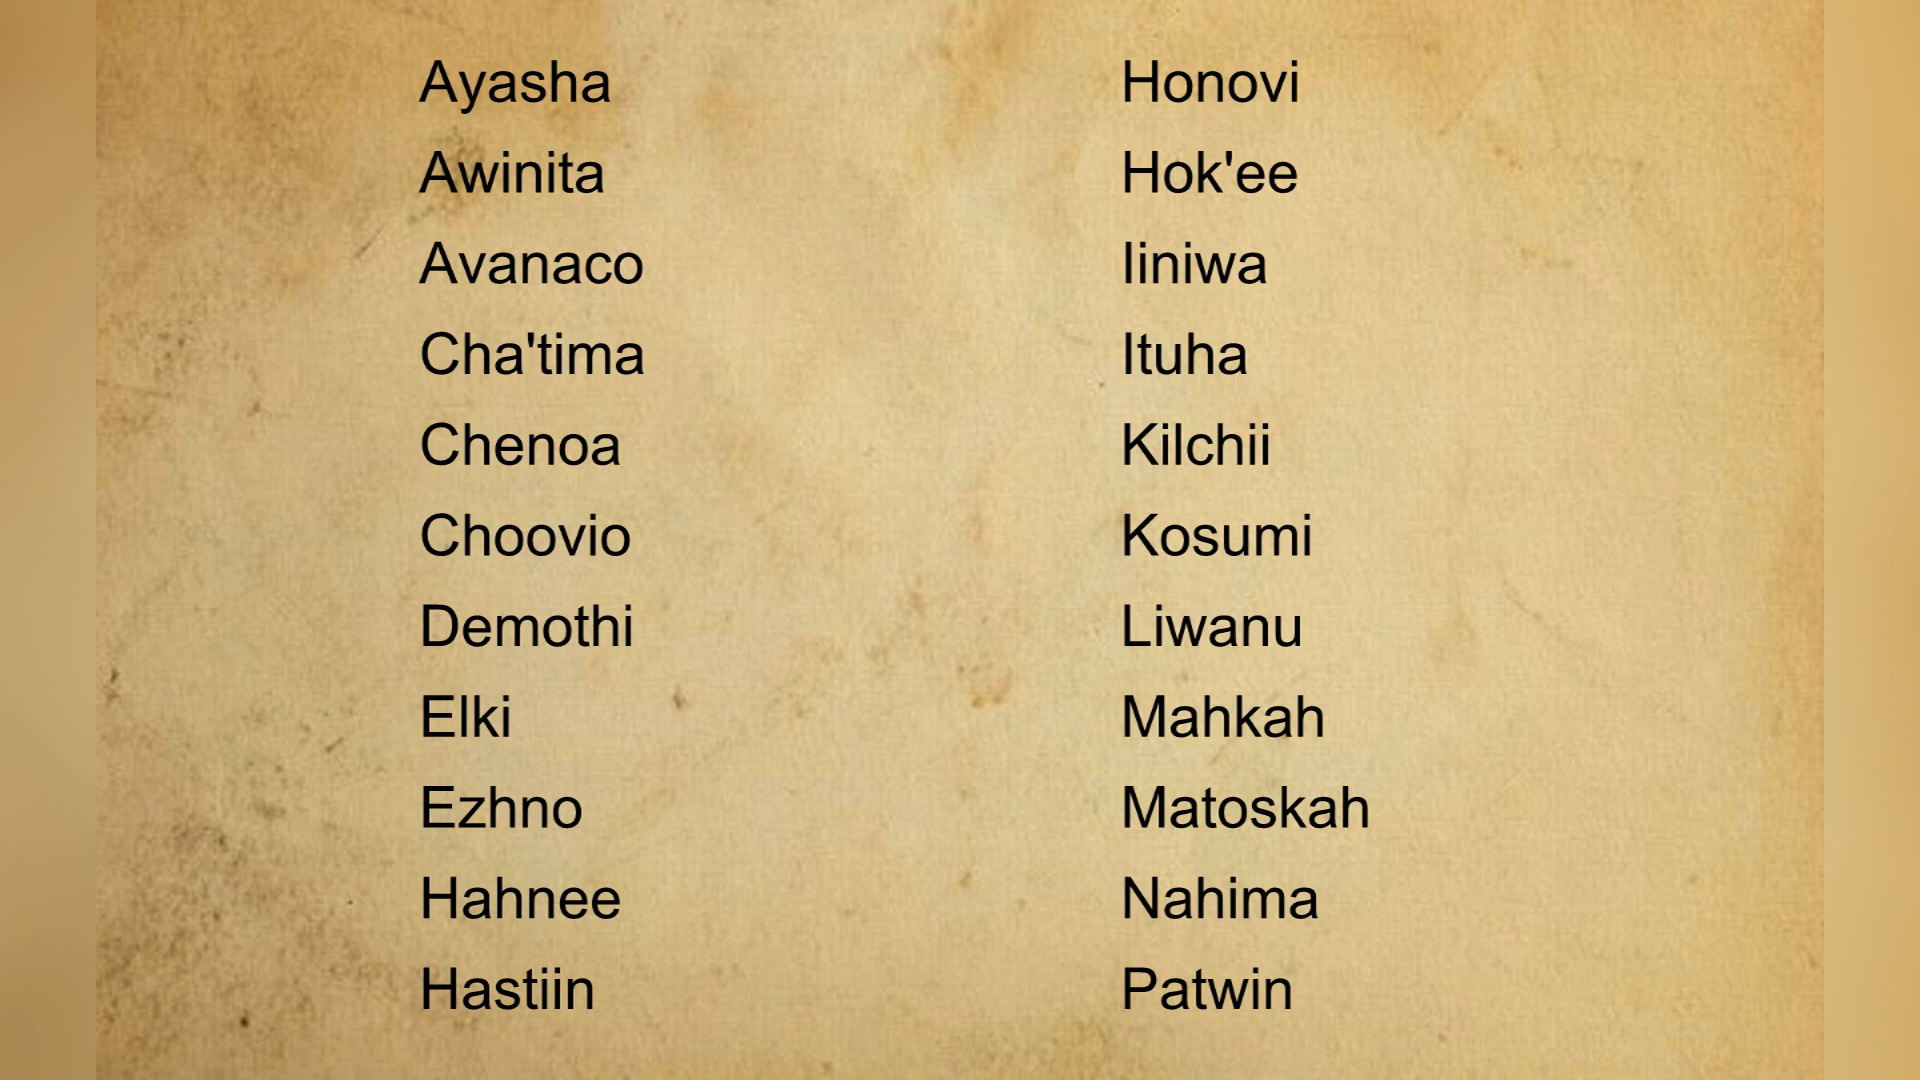 Ayasha
Awinita
Avanaco
Cha'tima
Chenoa
Choovio
Demothi
Elki
Ezhno
Hahnee
Hastiin
Honovi
Hok'ee
Iiniwa
Ituha
Kilchii
Kosumi
Liwanu
Mahkah
Matoskah
Nahima
Patwin